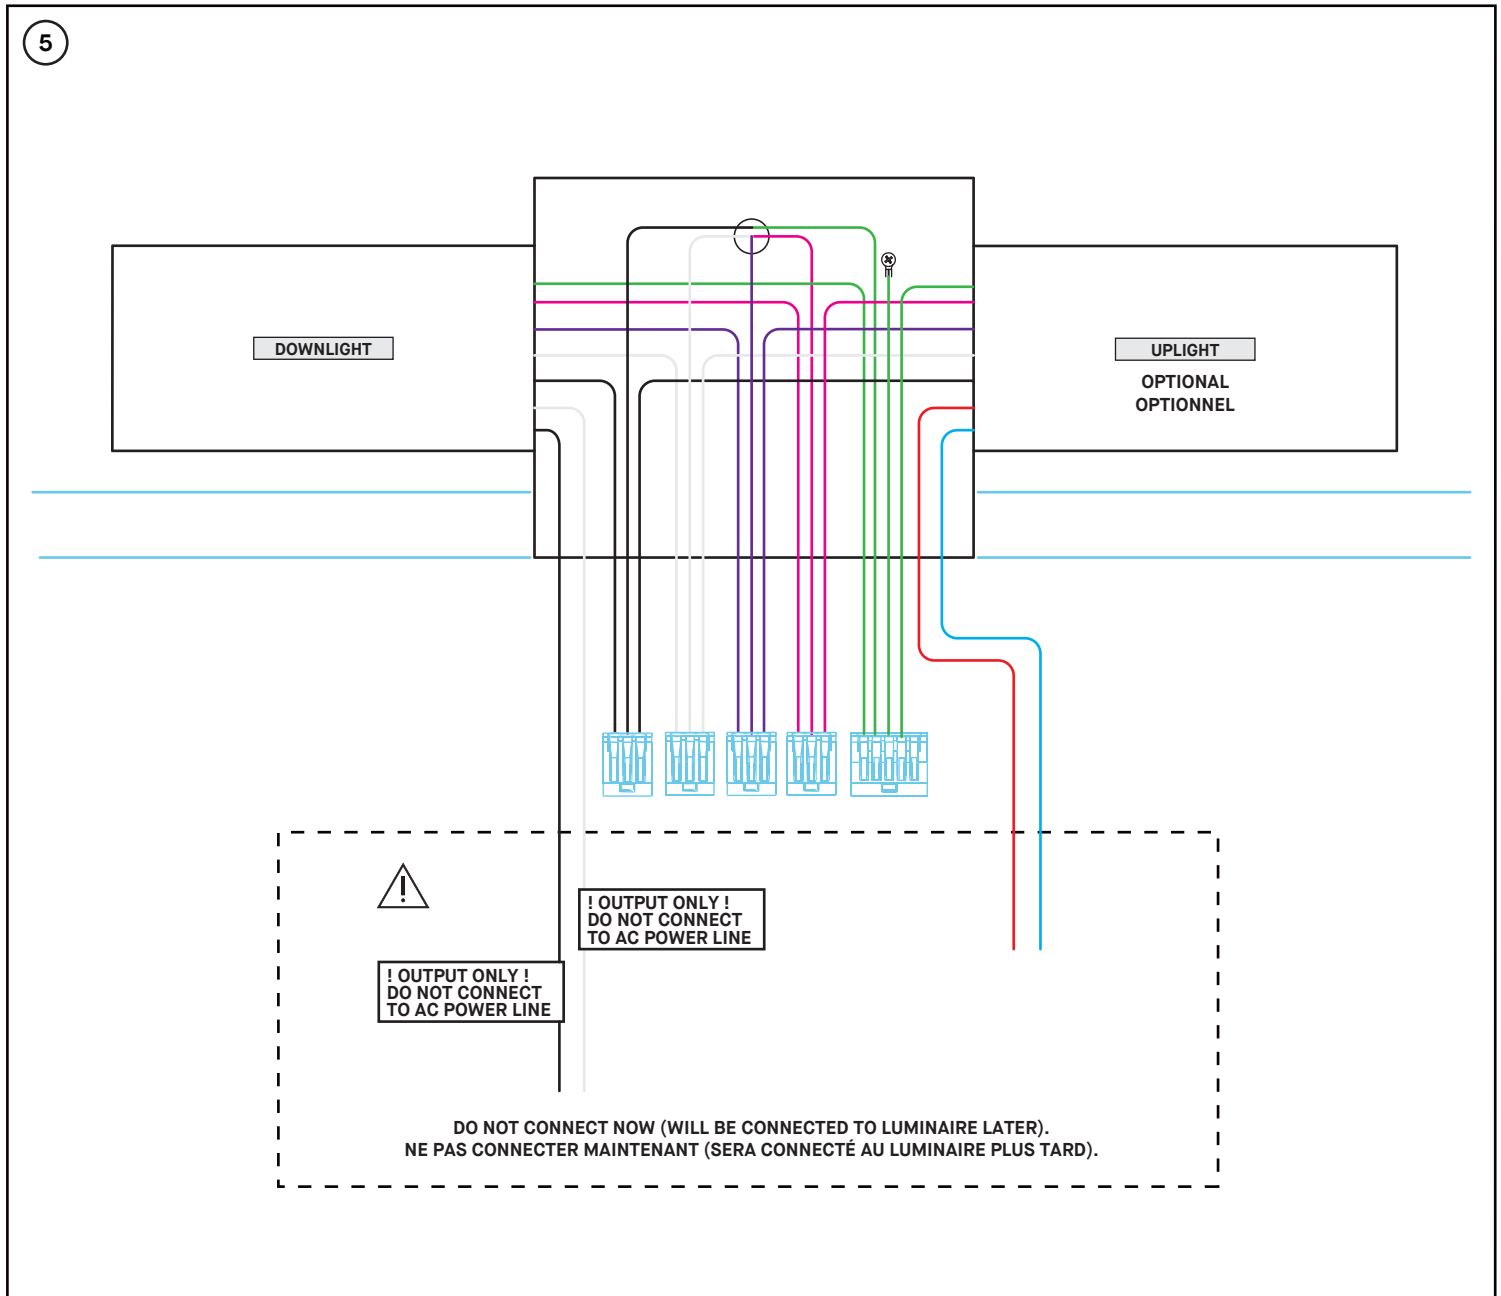 5
DOWNLIGHT
UPLIGHT
OPTIONAL
OPTIONNEL
! OUTPUT ONLY !
DO NOT CONNECT
TO AC POWER LINE
! OUTPUT ONLY !
DO NOT CONNECT
TO AC POWER LINE
DO NOT CONNECT NOW (WILL BE CONNECTED TO LUMINAIRE LATER).
NE PAS CONNECTER MAINTENANT (SERA CONNECTÉ AU LUMINAIRE PLUS TARD).